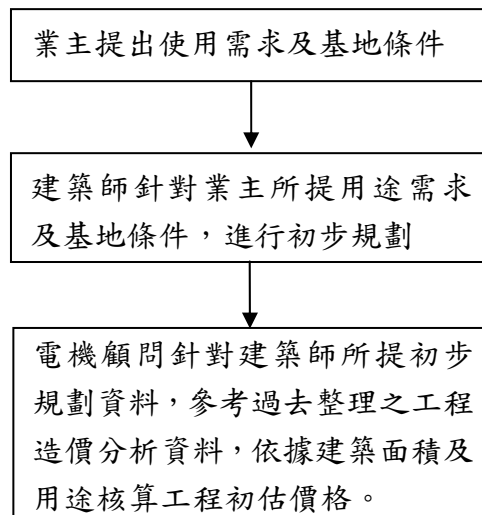 業主提出使用需求及基地條件
建築師針對業主所提用途需求
及基地條件，進行初步規劃
電機顧問針對建築師所提初步
規劃資料，參考過去整理之工程
造價分析資料，依據建築面積及
用途核算工程初估價格。